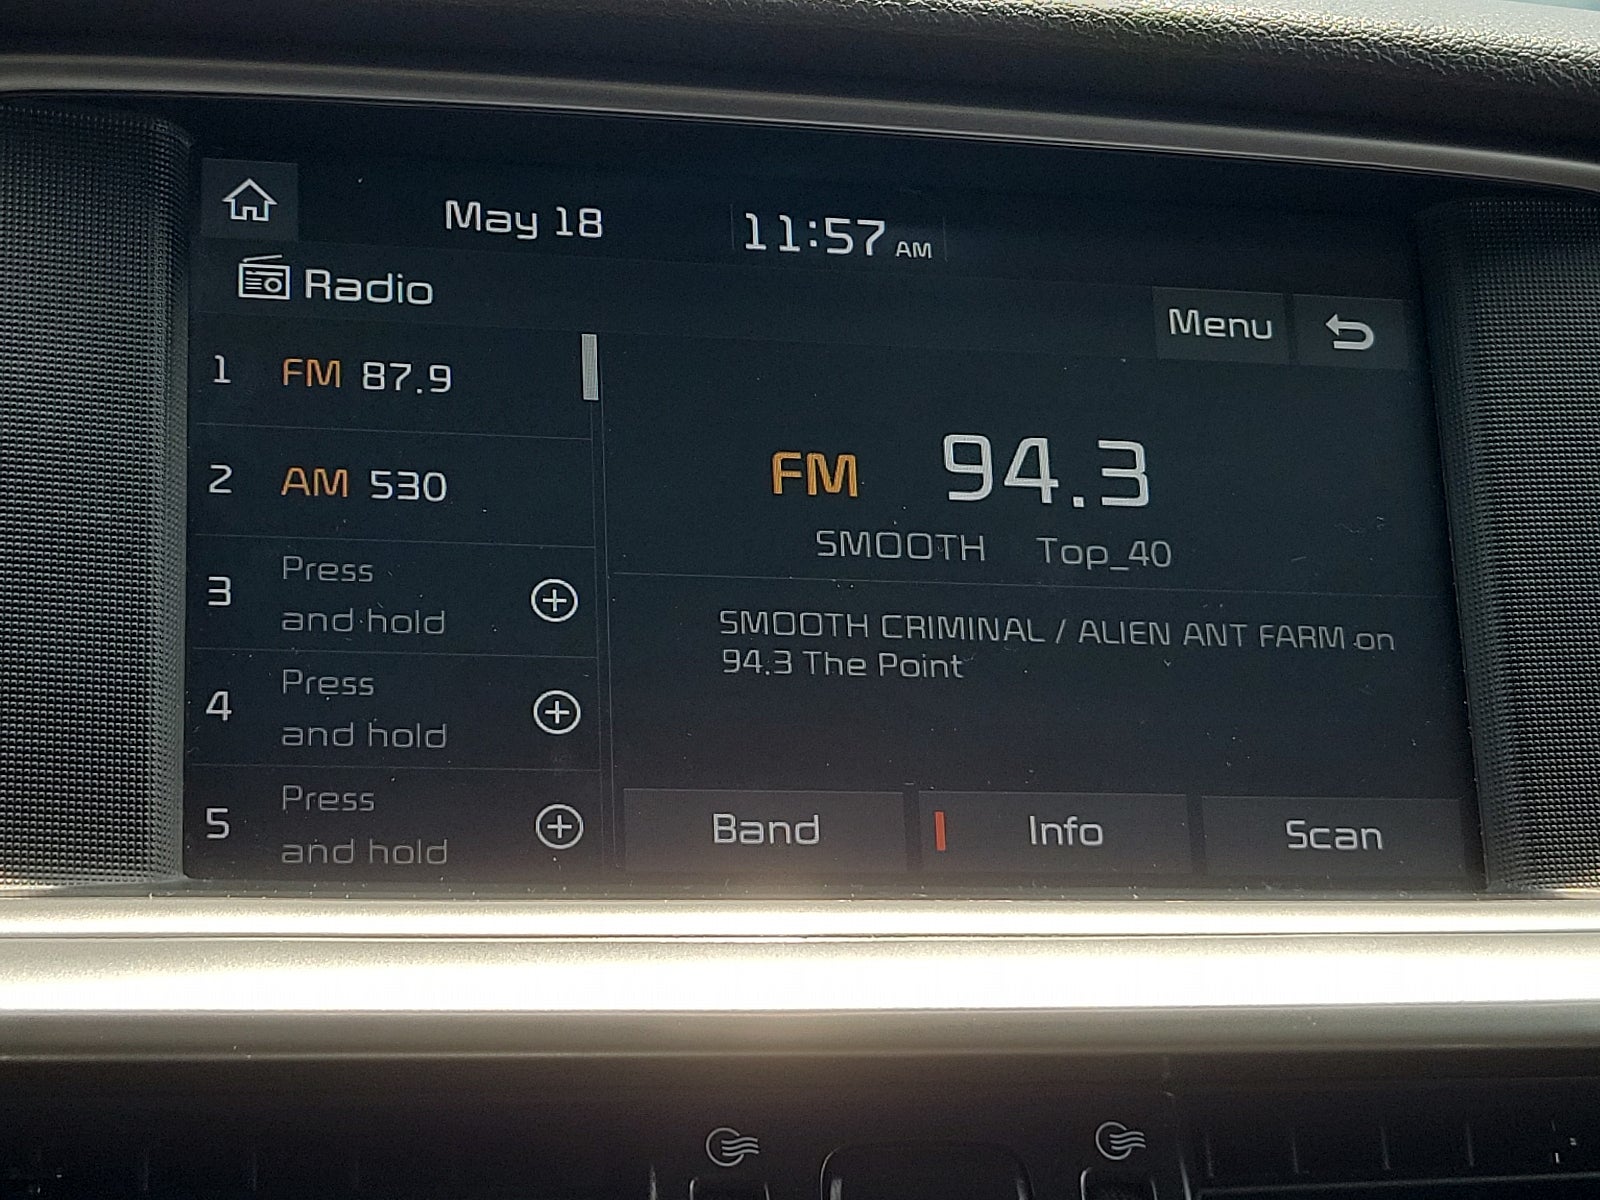 May 18
11:57 AM
Radio
Menu
1 FM 87.9
2 AM 530
3 Press
and hold
4 Press
and hold
5 Press
and hold
FM 94.3
SMOOTH Top_40
SMOOTH CRIMINAL / ALIEN ANT FARM on
94.3 The Point
Band
Info
Scan